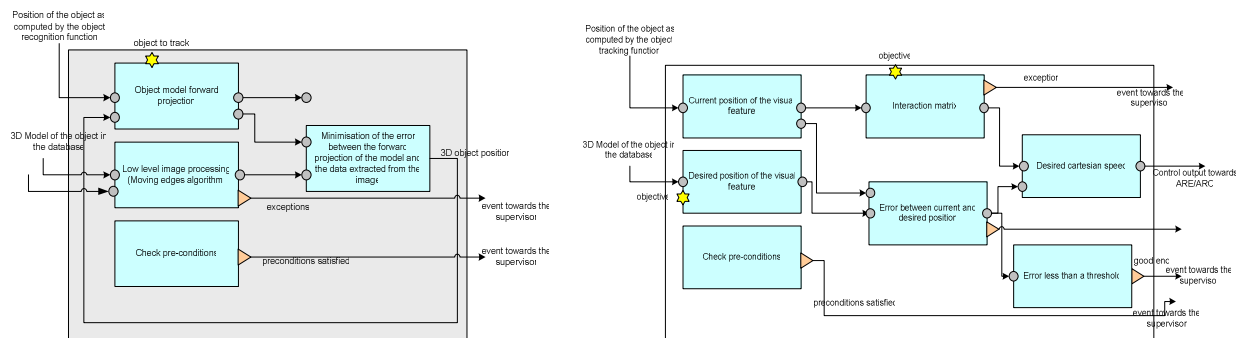 Position of the object as
computed by the object
recognition function
object to track
Object model forward
projection
3D Model of the object in
the database
Low level image processing
(Moving edges algorithm
exceptions
Minimisation of the error
between the forward
projection of the model and
the data extracted from the
image
3D object position
event towards the
supervisor
Check pre-conditions
preconditions satisfied
event towards the
supervisor
Position of the object as
computed by the object
tracking function
objective
Current position of the visual
feature
Interaction matrix
exception
event towards the
superviso
3D Model of the object in
the database
Desired position of the visual
feature
objective
Desired cartesian speed
Control output towards
ARE/ARC
Error between current and
desired position
Check pre-conditions
preconditions satisfied
Error less than a threshold
good end
event towards the
superviso
event towards the
supervisor